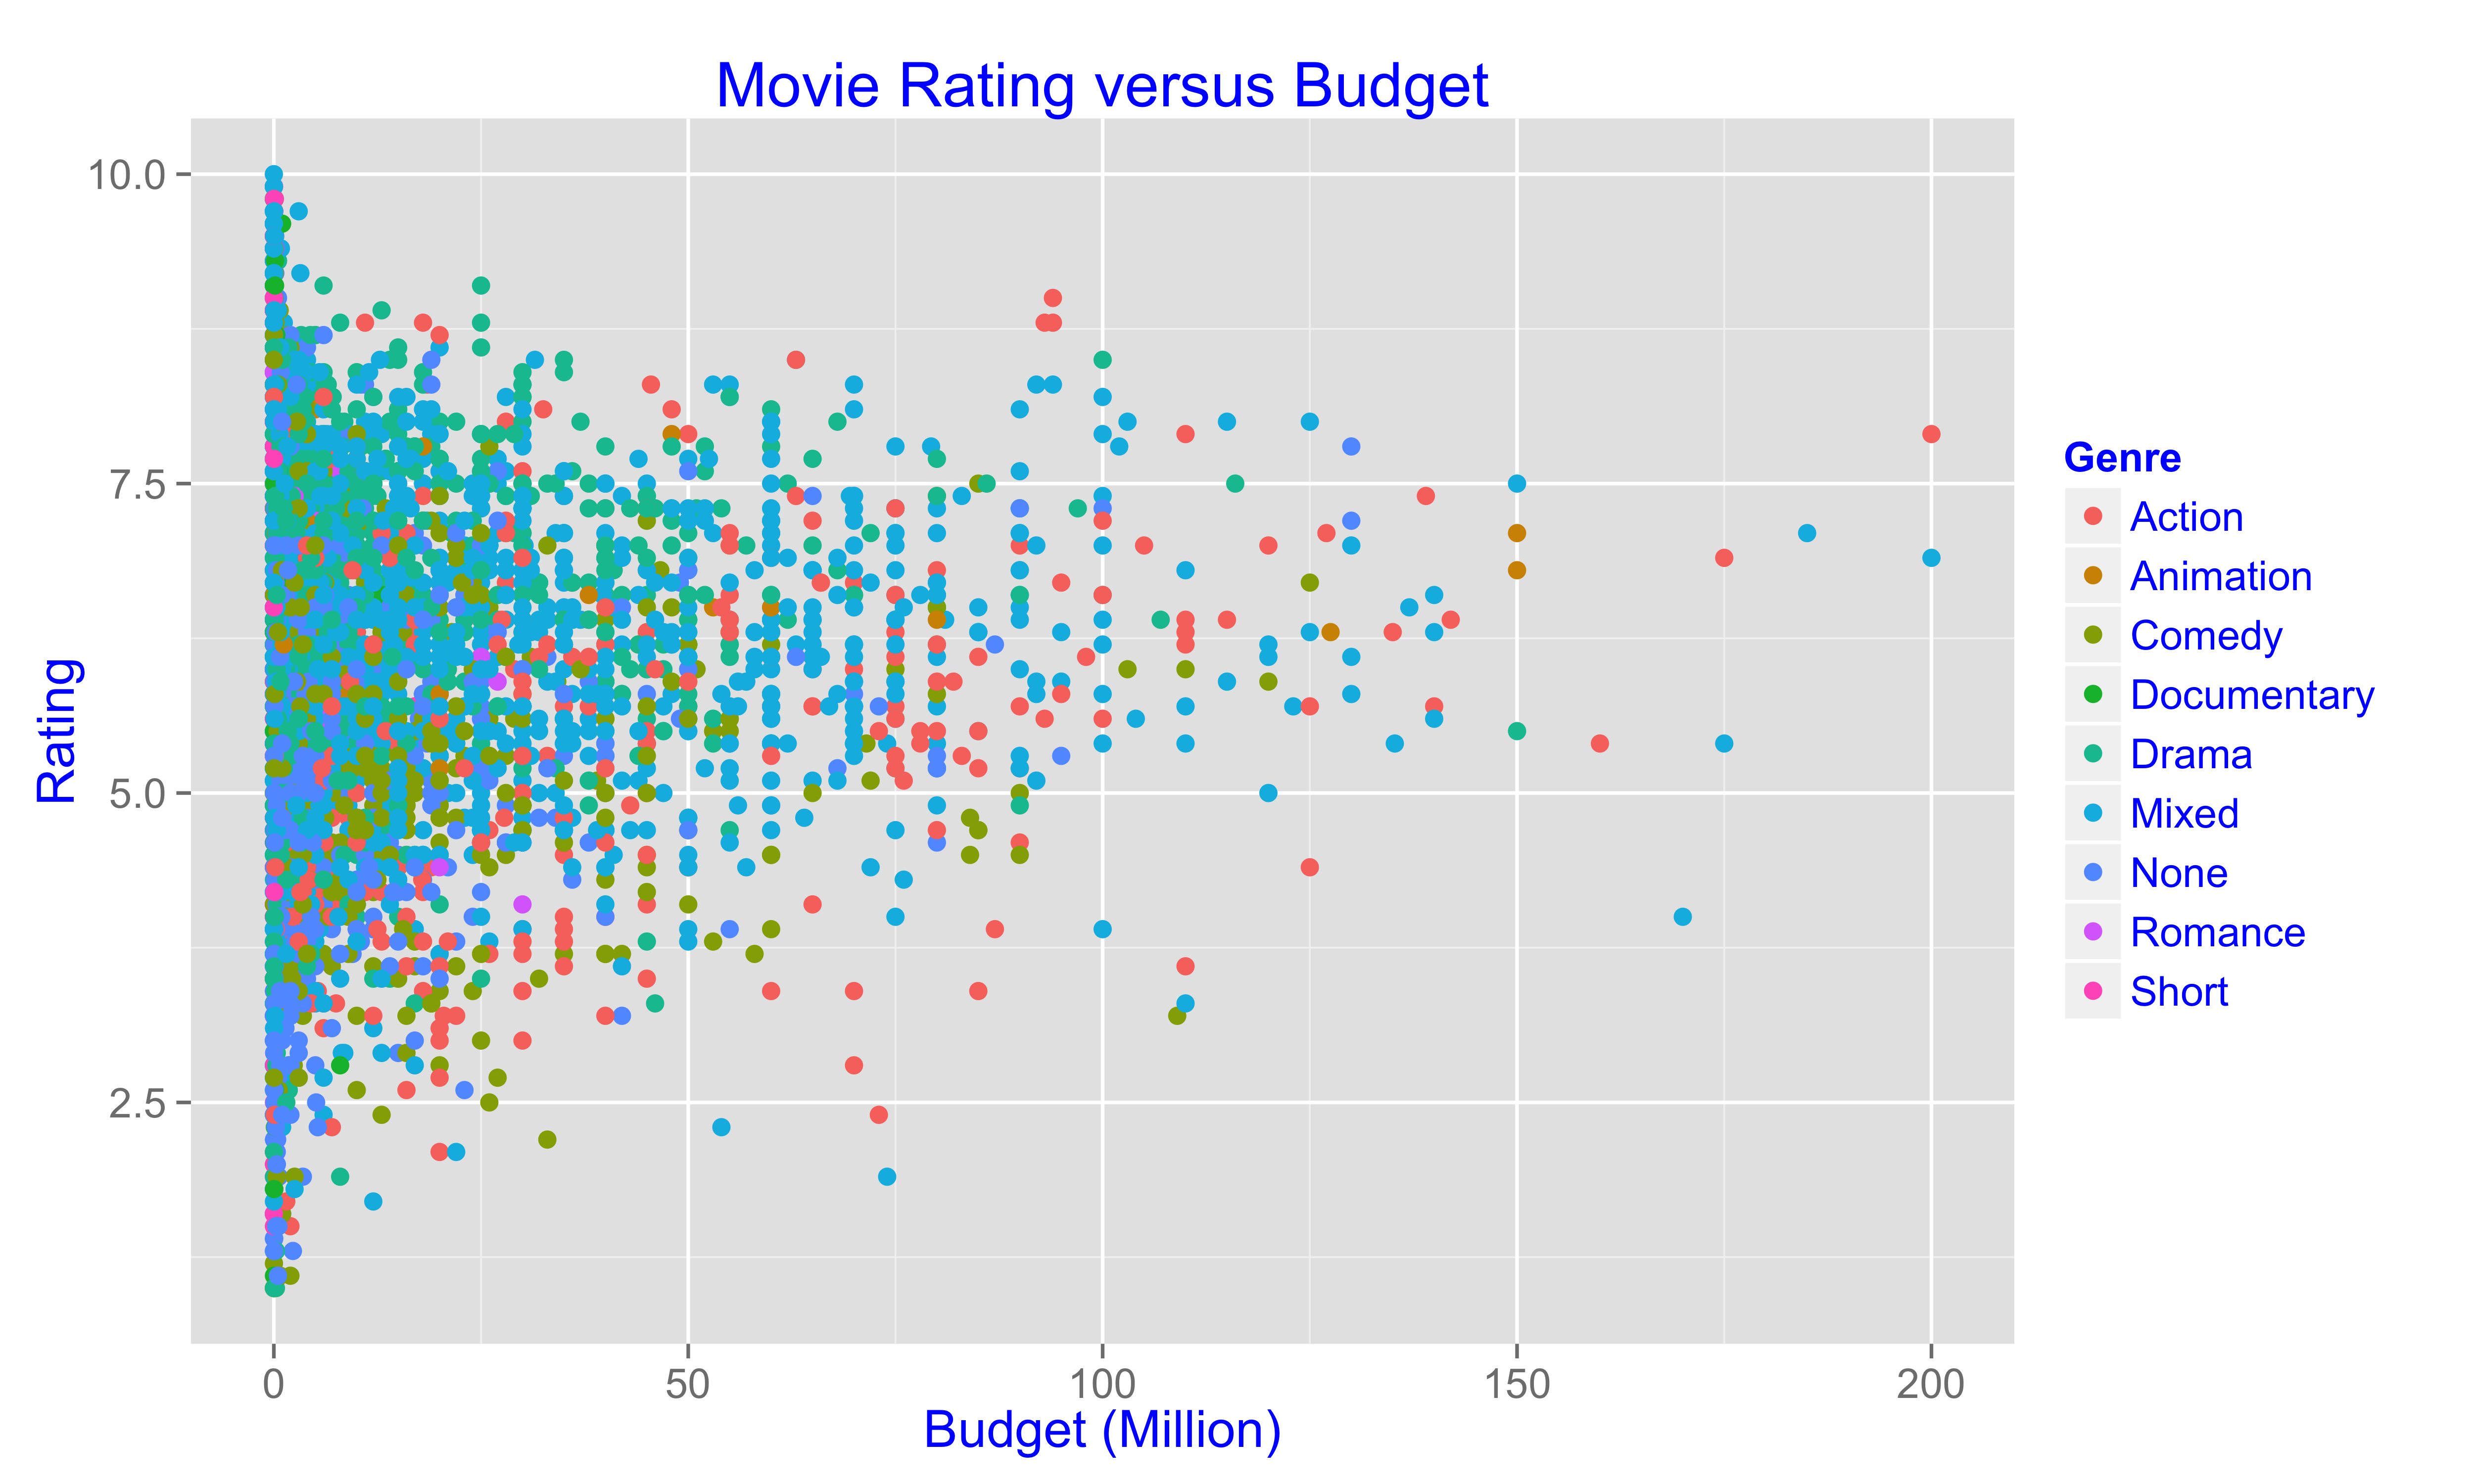 Movie Rating versus Budget
10.0
7.5
5.0
2.5
Rating
0 50 100 150 200
Budget (Million)
Genre
Action
Animation
Comedy
Documentary
Drama
Mixed
None
Romance
Short